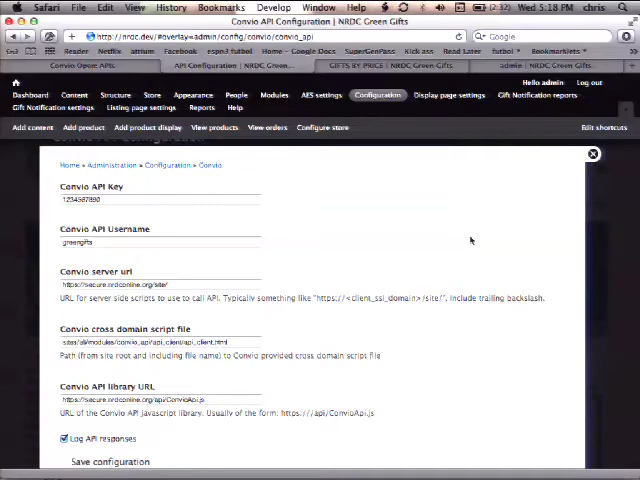 Safari File Edit View History Bookmarks Develop Window Help (2:32) Wed 5:18 PM chris
Convio API Configuration | NRDC Green Gifts
http://nrdc.dev/#overlay=admin/config/convio/convio_api Google
Sn3 Reader Netflix atrium Facebook espn3 futbol Home - Google Docs SuperGenPass Kick ass Read Later futbol Bookmarklets
Convio Open APIs API Configuration | NRDC Green... GIFTS BY PRICE | NRDC Green Gifts admin | NRDC Green Gifts
Hello admin Log out
Dashboard Content Structure Store Appearance People Modules AES settings Configuration Display page settings
Gift Notification settings Listing page settings Reports Help Gift Notification reports
Add content Add product Add product display View products View orders Configure store Edit shortcuts
Home » Administration » Configuration » Convio
Convio API Key
1234567890
Convio API Username
greengifts
Convio server url
https://secure.nrdconline.org/site/
URL for server side scripts to use to call API. Typically something like "https://<client_ssl_domain>/site/". Include trailing backslash.
Convio cross domain script file
sites/all/modules/convio_api/api_client/api_client.html
Path (from site root and including file name) to Convio provided cross domain script file
Convio API library URL
https://secure.nrdconline.org/api/ConvioApi.js
URL of the Convio API javascript library. Usually of the form: https:///api/ConvioApi.js
Log API responses
Save configuration